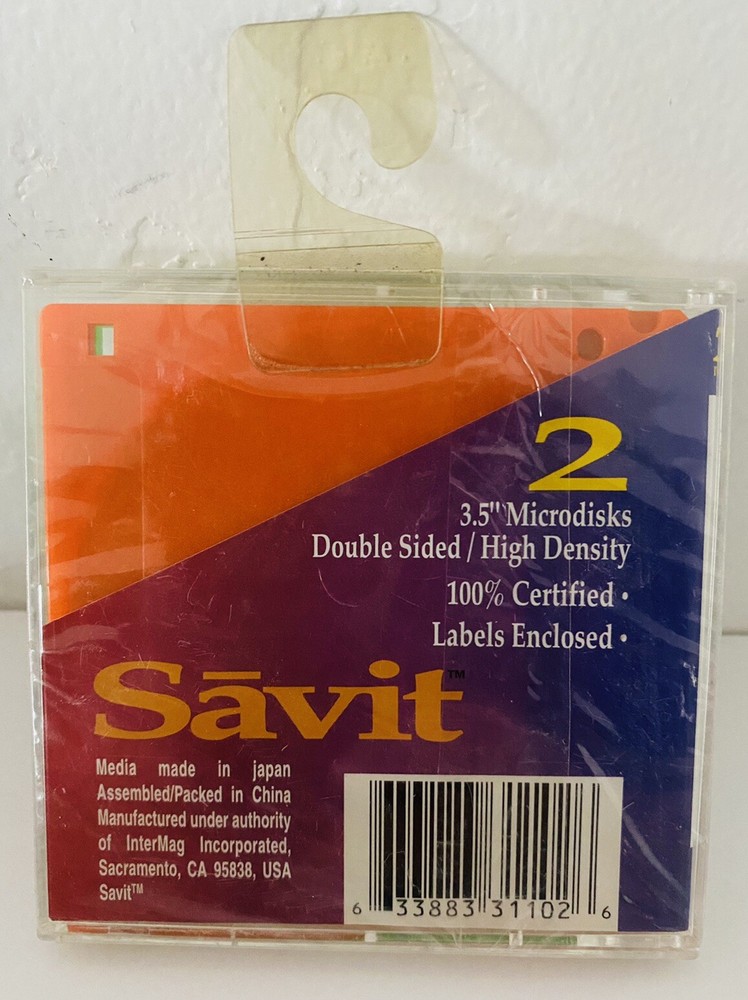 2
3.5" Microdisks
Double Sided / High Density
100% Certified •
Labels Enclosed •
Sāvit™
Media made in japan
Assembled/Packed in China
Manufactured under authority
of InterMag Incorporated,
Sacramento, CA 95838, USA
Savit™
6 33883 31102 6